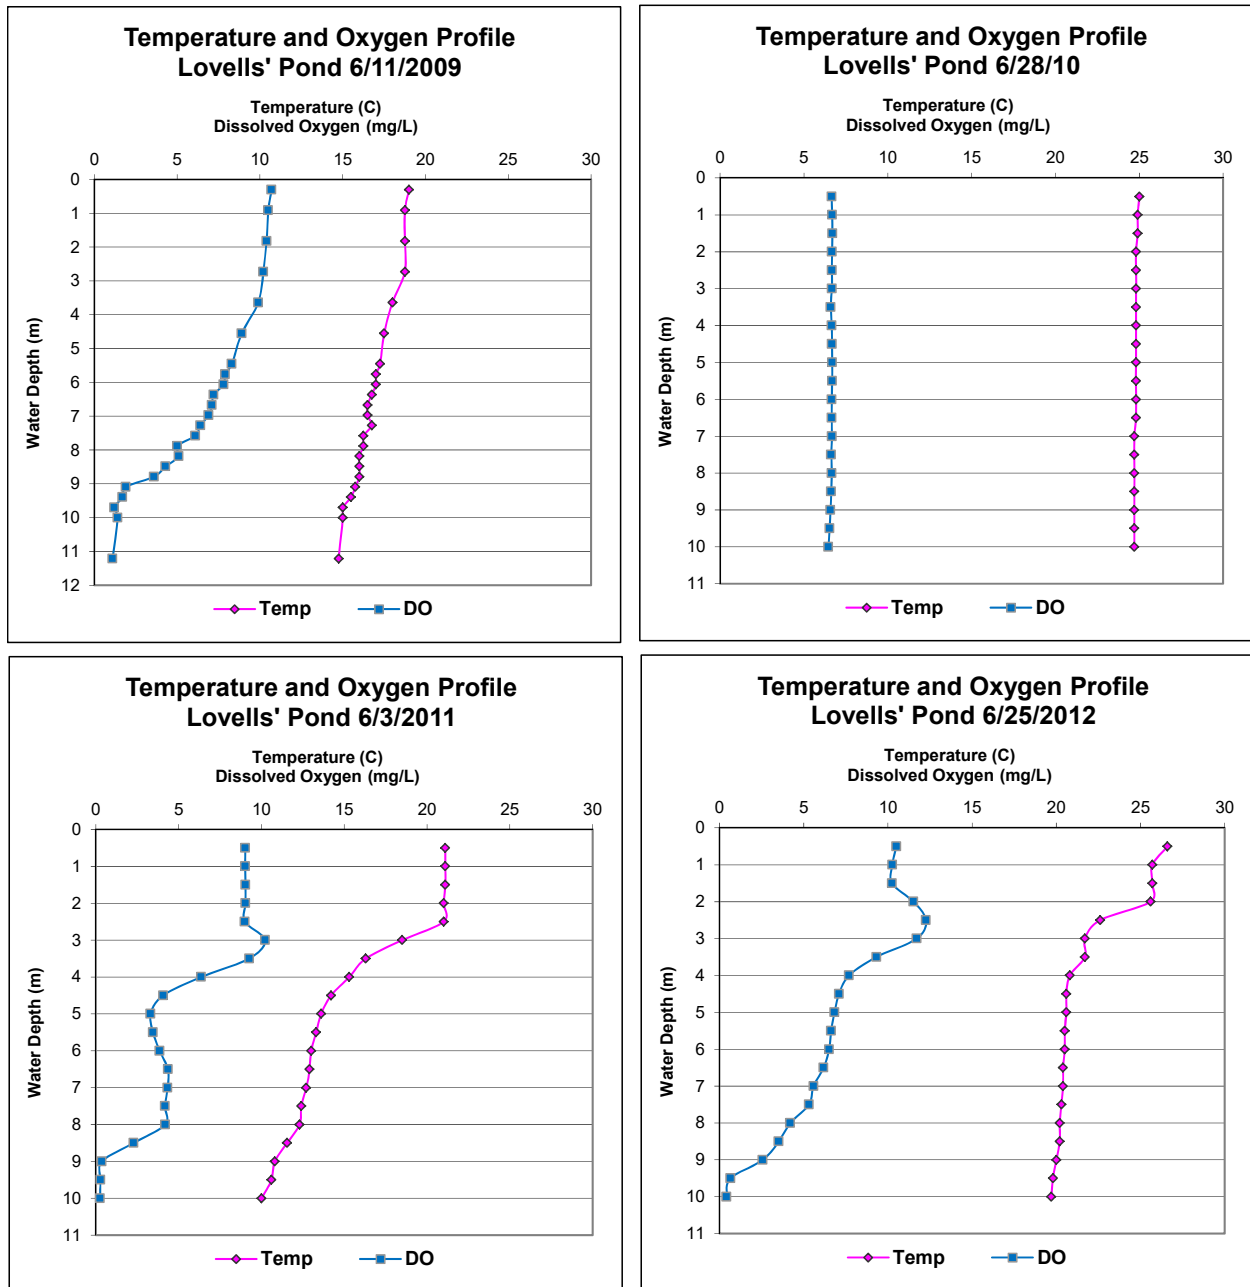 Temperature and Oxygen Profile
Lovells' Pond 6/11/2009
Temperature (C)
Dissolved Oxygen (mg/L)
0 5 10 15 20 25 30
0
1
2
3
4
5
6
7
8
9
10
11
12
Water Depth (m)
Temp DO
Temperature and Oxygen Profile
Lovells' Pond 6/28/10
Temperature (C)
Dissolved Oxygen (mg/L)
0 5 10 15 20 25 30
0
1
2
3
4
5
6
7
8
9
10
11
Water Depth (m)
Temp DO
Temperature and Oxygen Profile
Lovells' Pond 6/3/2011
Temperature (C)
Dissolved Oxygen (mg/L)
0 5 10 15 20 25 30
0
1
2
3
4
5
6
7
8
9
10
11
Water Depth (m)
Temp DO
Temperature and Oxygen Profile
Lovells' Pond 6/25/2012
Temperature (C)
Dissolved Oxygen (mg/L)
0 5 10 15 20 25 30
0
1
2
3
4
5
6
7
8
9
10
11
Water Depth (m)
Temp DO